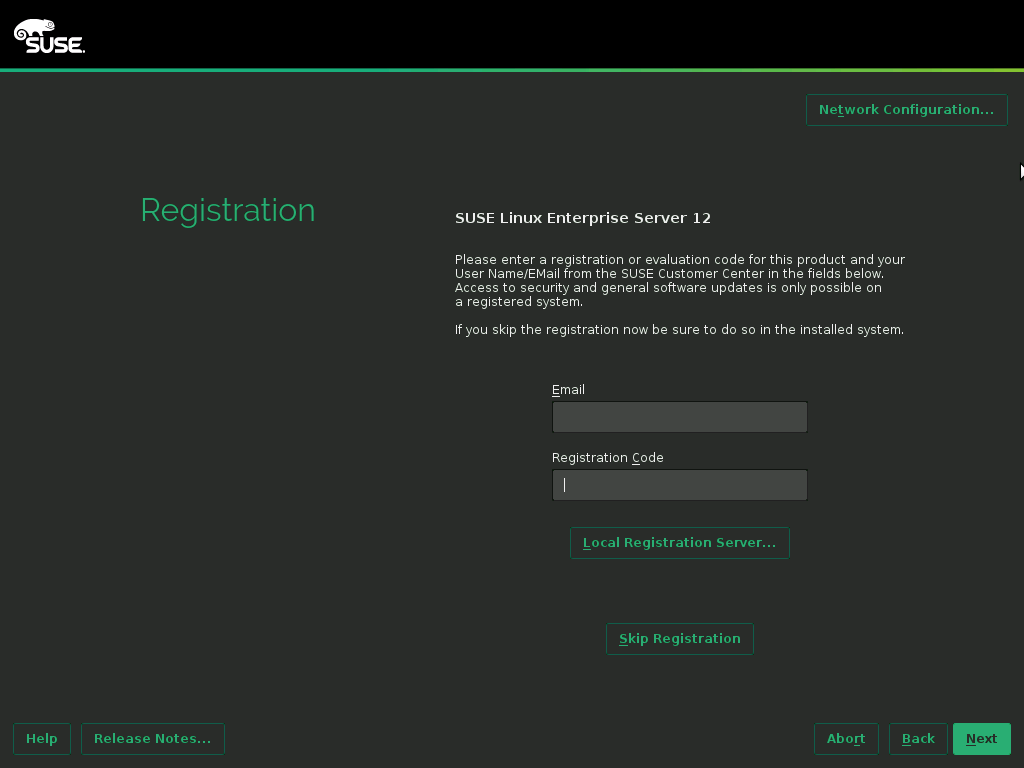 SUSE.
Network Configuration...
Registration
SUSE Linux Enterprise Server 12
Please enter a registration or evaluation code for this product and your
User Name/EMail from the SUSE Customer Center in the fields below.
Access to security and general software updates is only possible on
a registered system.
If you skip the registration now be sure to do so in the installed system.
Email
Registration Code
Local Registration Server...
Skip Registration
Help
Release Notes...
Abort
Back
Next